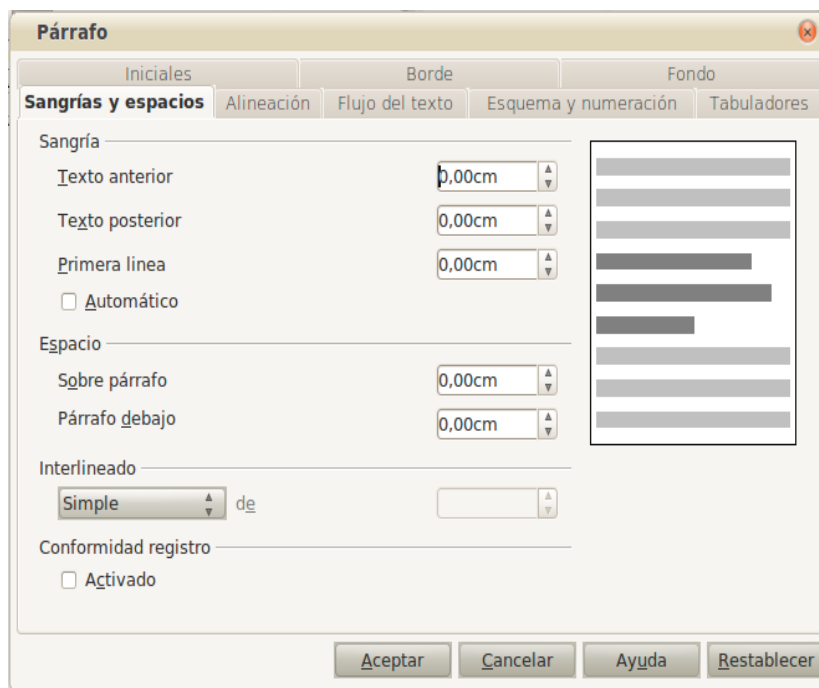 Párrafo
Iniciales Borde Fondo
Sangrías y espacios Alineación Flujo del texto Esquema y numeración Tabuladores
Sangría
Texto anterior 0,00cm
Texto posterior 0,00cm
Primera linea 0,00cm
Automático
Espacio
Sobre párrafo 0,00cm
Párrafo debajo 0,00cm
Interlineado
Simple de
Conformidad registro
Activado
Aceptar Cancelar Ayuda Restablecer